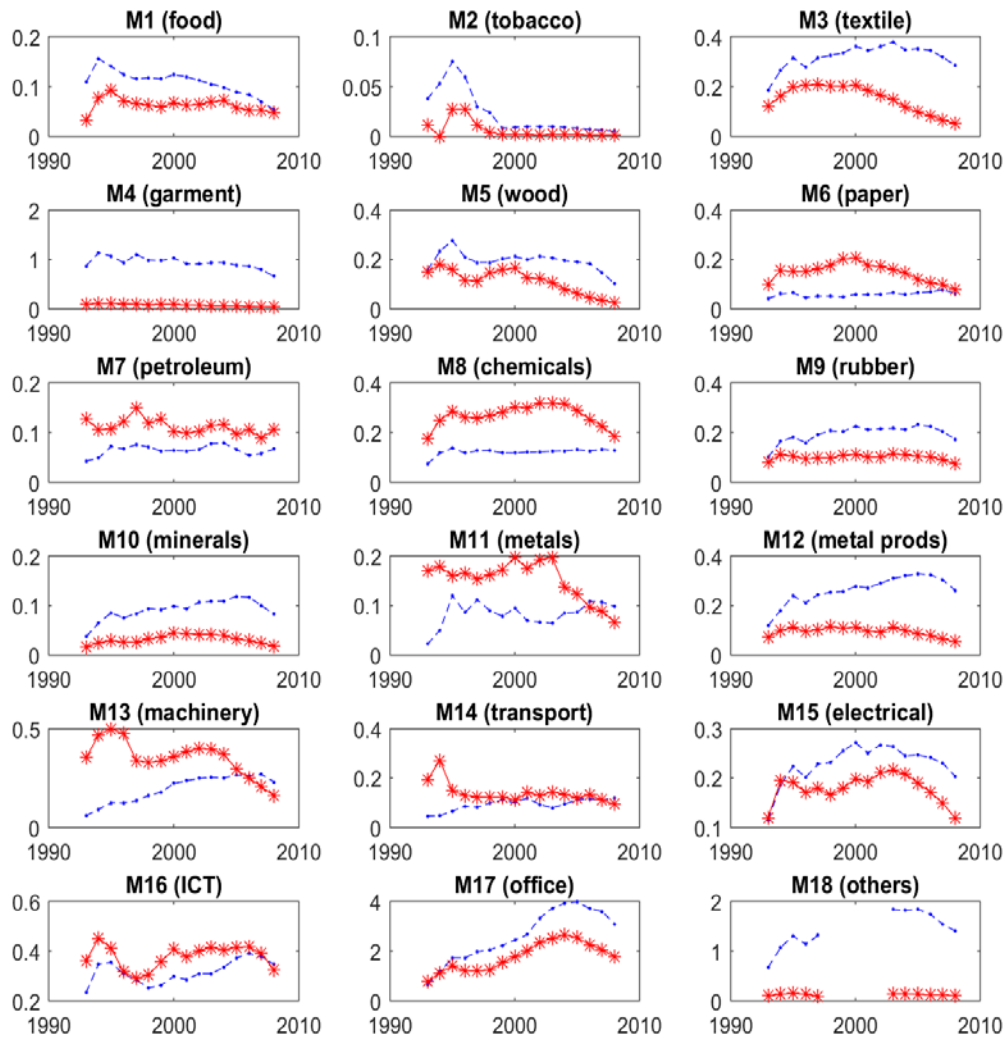 M1 (food) M2 (tobacco) M3 (textile)
0.2 0.1 0.4
0.1 0.05 0.2
0 0 0
1990 2000 2010 1990 2000 2010 1990 2000 2010
M4 (garment) M5 (wood) M6 (paper)
2 0.4 0.4
1 0.2 0.2
0 0 0
1990 2000 2010 1990 2000 2010 1990 2000 2010
M7 (petroleum) M8 (chemicals) M9 (rubber)
0.2 0.4 0.4
0.1 0.2 0.2
0 0 0
1990 2000 2010 1990 2000 2010 1990 2000 2010
M10 (minerals) M11 (metals) M12 (metal prods)
0.2 0.2 0.4
0.1 0.1 0.2
0 0 0
1990 2000 2010 1990 2000 2010 1990 2000 2010
M13 (machinery) M14 (transport) M15 (electrical)
0.5 0.4 0.3
0.2 0.2
0 0 0.1
1990 2000 2010 1990 2000 2010 1990 2000 2010
M16 (ICT) M17 (office) M18 (others)
0.6 4 2
0.4 2 1
0.2 0 0
1990 2000 2010 1990 2000 2010 1990 2000 2010